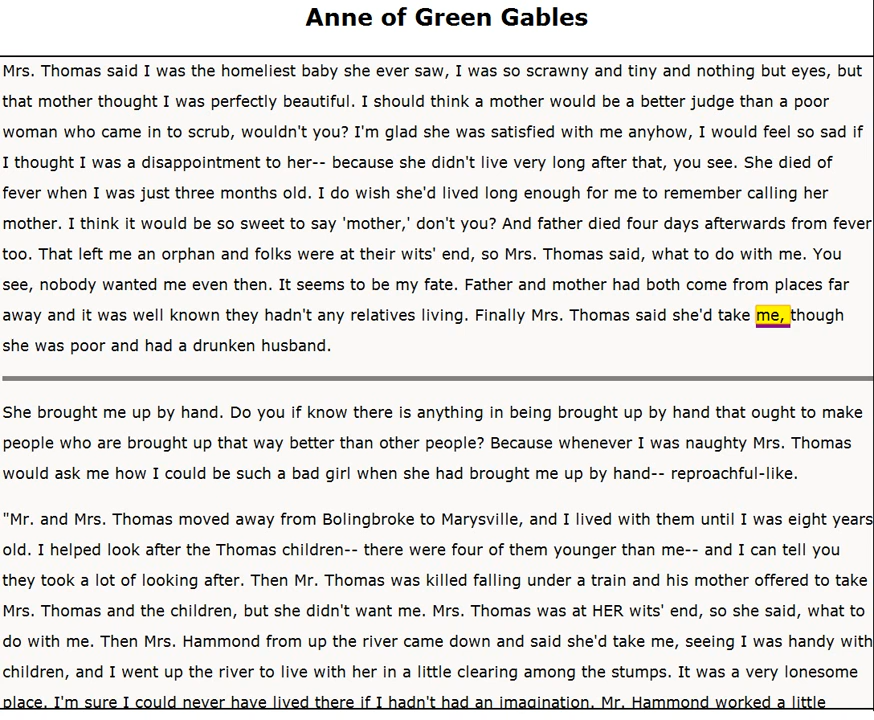 Anne of Green Gables
Mrs. Thomas said I was the homeliest baby she ever saw, I was so scrawny and tiny and nothing but eyes, but
that mother thought I was perfectly beautiful. I should think a mother would be a better judge than a poor
woman who came in to scrub, wouldn't you? I'm glad she was satisfied with me anyhow, I would feel so sad if
I thought I was a disappointment to her-- because she didn't live very long after that, you see. She died of
fever when I was just three months old. I do wish she'd lived long enough for me to remember calling her
mother. I think it would be so sweet to say 'mother,' don't you? And father died four days afterwards from fever
too. That left me an orphan and folks were at their wits' end, so Mrs. Thomas said, what to do with me. You
see, nobody wanted me even then. It seems to be my fate. Father and mother had both come from places far
away and it was well known they hadn't any relatives living. Finally Mrs. Thomas said she'd take me, though
she was poor and had a drunken husband.
She brought me up by hand. Do you if know there is anything in being brought up by hand that ought to make
people who are brought up that way better than other people? Because whenever I was naughty Mrs. Thomas
would ask me how I could be such a bad girl when she had brought me up by hand-- reproachful-like.
"Mr. and Mrs. Thomas moved away from Bolingbroke to Marysville, and I lived with them until I was eight years
old. I helped look after the Thomas children-- there were four of them younger than me-- and I can tell you
they took a lot of looking after. Then Mr. Thomas was killed falling under a train and his mother offered to take
Mrs. Thomas and the children, but she didn't want me. Mrs. Thomas was at HER wits' end, so she said, what to
do with me. Then Mrs. Hammond from up the river came down and said she'd take me, seeing I was handy with
children, and I went up the river to live with her in a little clearing among the stumps. It was a very lonesome
place. I'm sure I could never have lived there if I hadn't had an imagination. Mr. Hammond worked a little